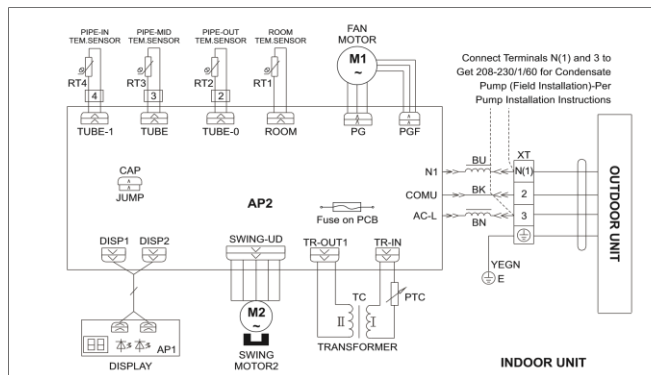 PIPE-IN
TEM.SENSOR
PIPE-MID
TEM.SENSOR
PIPE-OUT
TEM.SENSOR
ROOM
TEM.SENSOR
FAN
MOTOR
M1
~
Connect Terminals N(1) and 3 to
Get 208-230/1/60 for Condensate
Pump (Field Installation)-Per
Pump Installation Instructions
RT4
RT3
RT2
RT1
4
3
2
TUBE-1
TUBE
TUBE-0
ROOM
PG
PGF
CAP
JUMP
AP2
Fuse on PCB
N1
BU
XT
N(1)
COMU
BK
2
AC-L
BN
3
YEGN
E
OUTDOOR UNIT
DISP1
DISP2
SWING-UD
TR-OUT1
TR-IN
M2
~
TC
PTC
II
I
AP1
DISPLAY
SWING
MOTOR2
TRANSFORMER
INDOOR UNIT